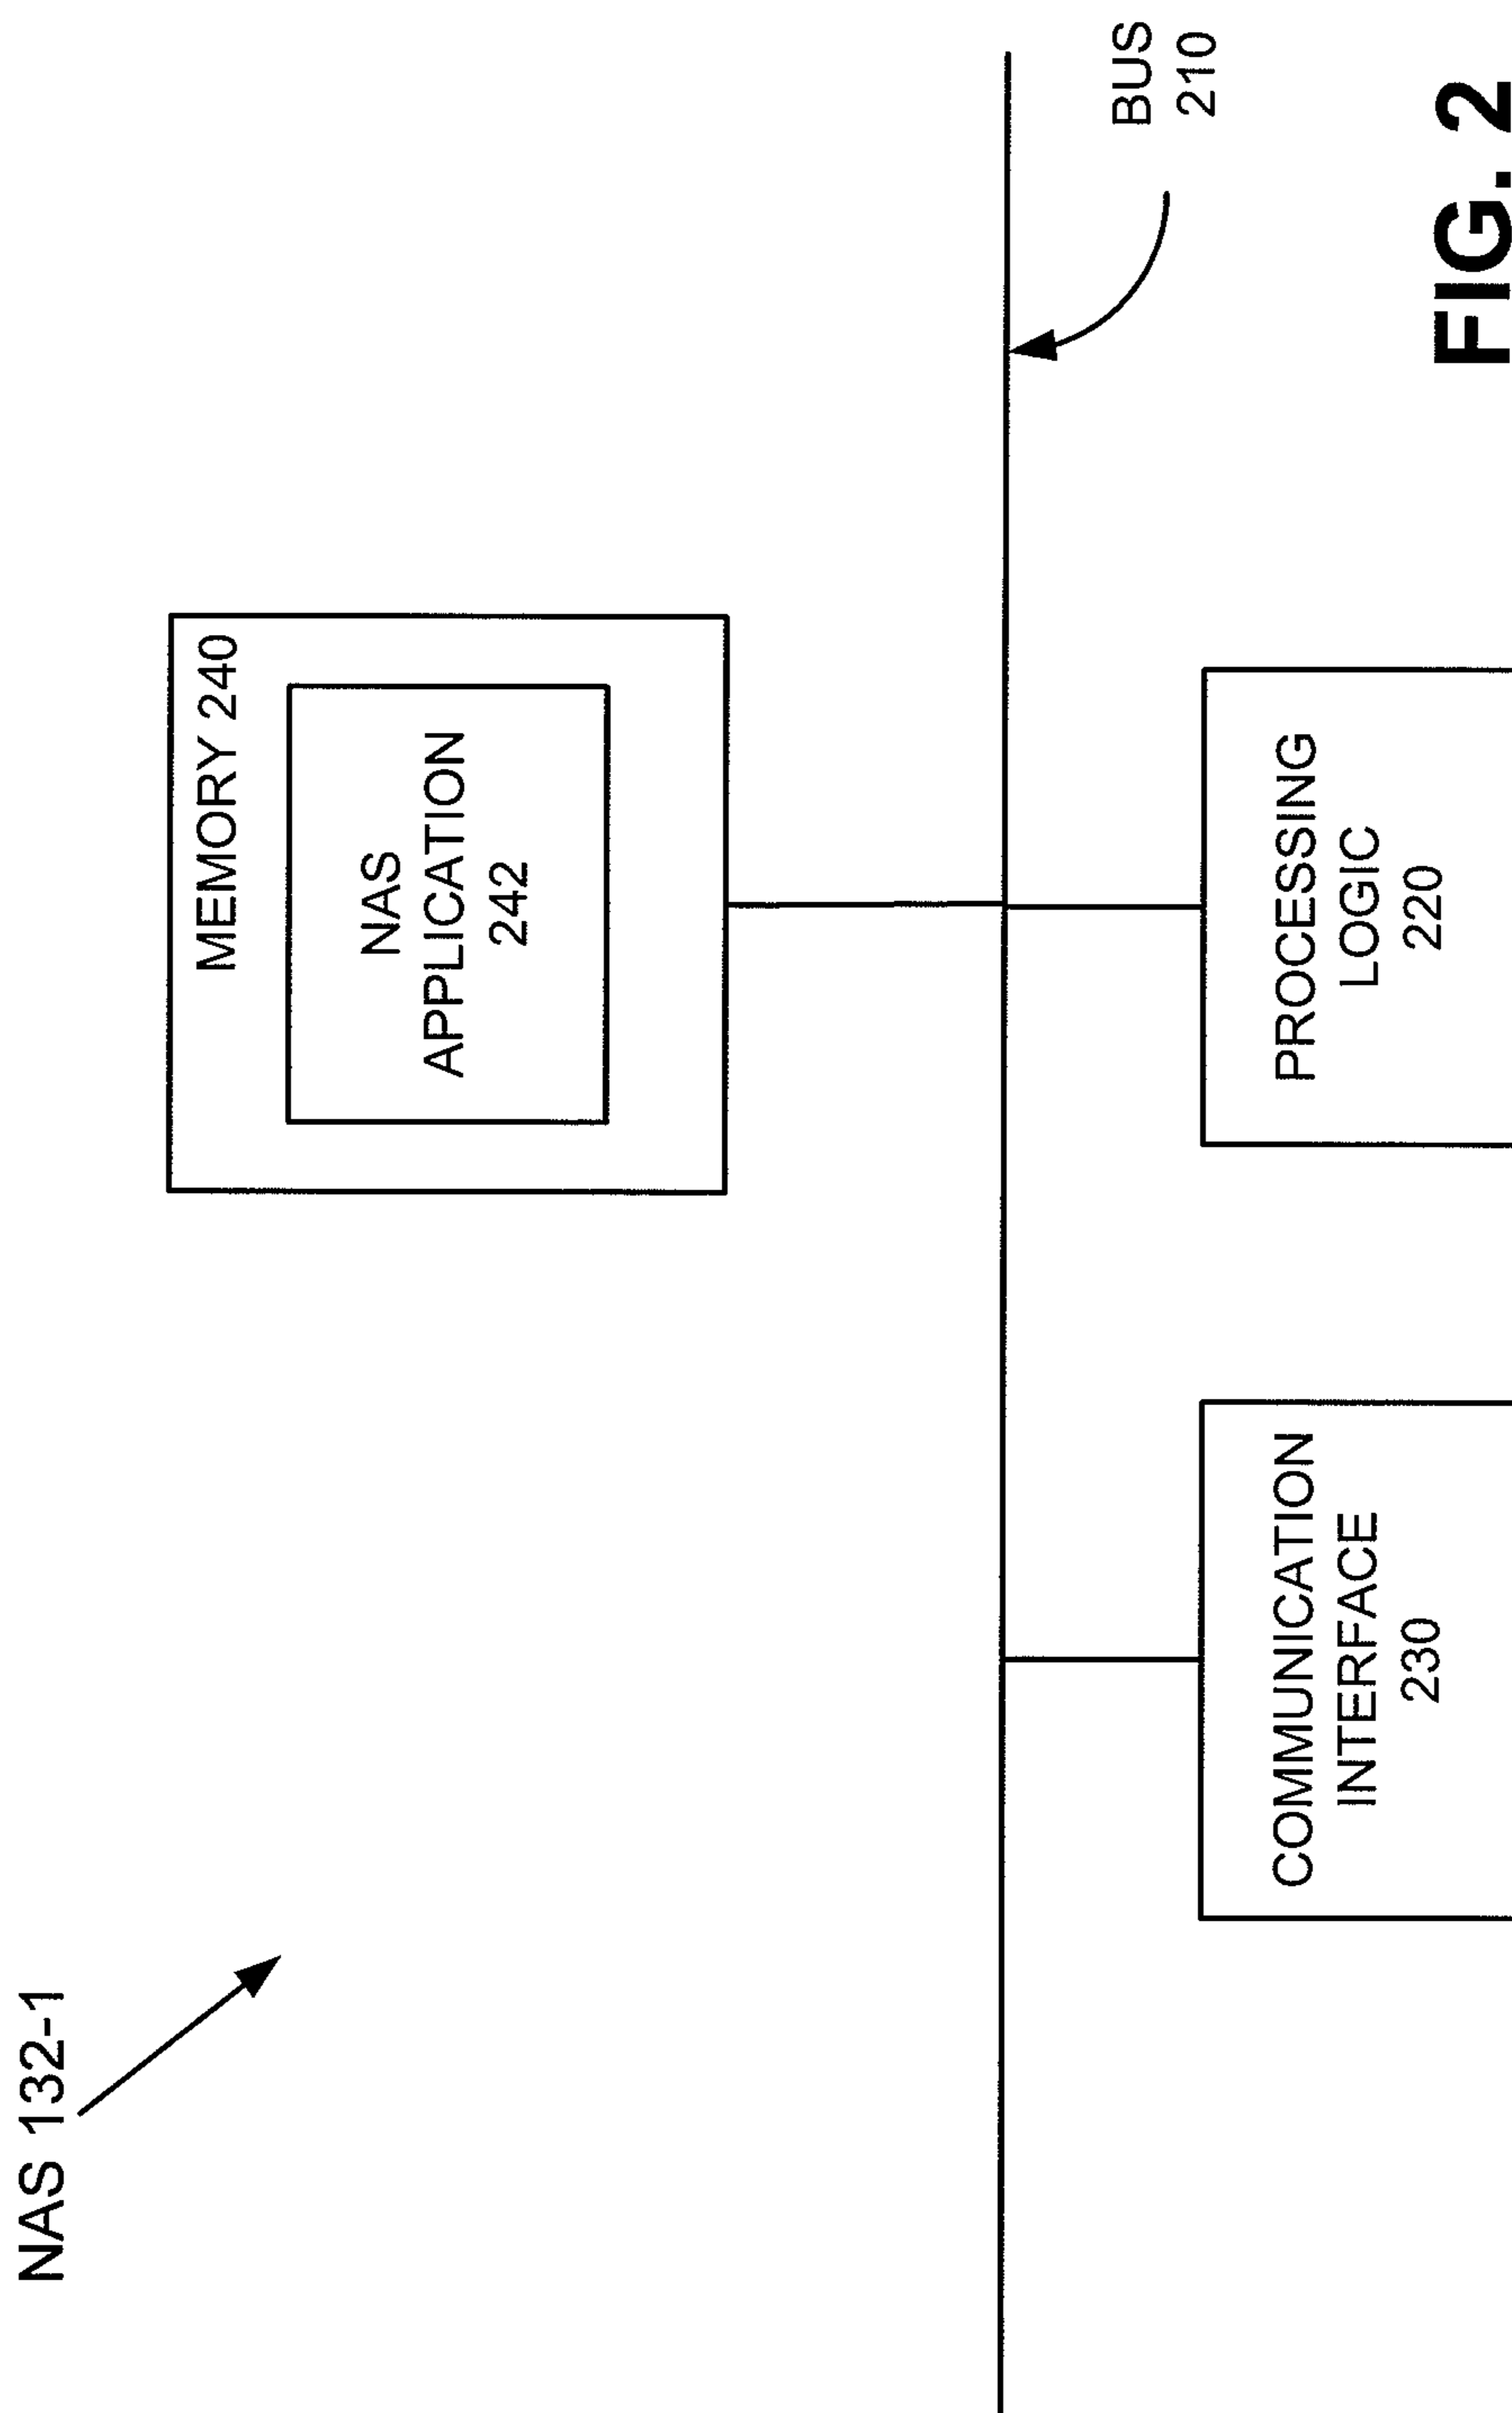 NAS 132-1
MEMORY 240
NAS
APPLICATION
242
BUS
210
COMMUNICATION
INTERFACE
230
PROCESSING
LOGIC
220
FIG. 2